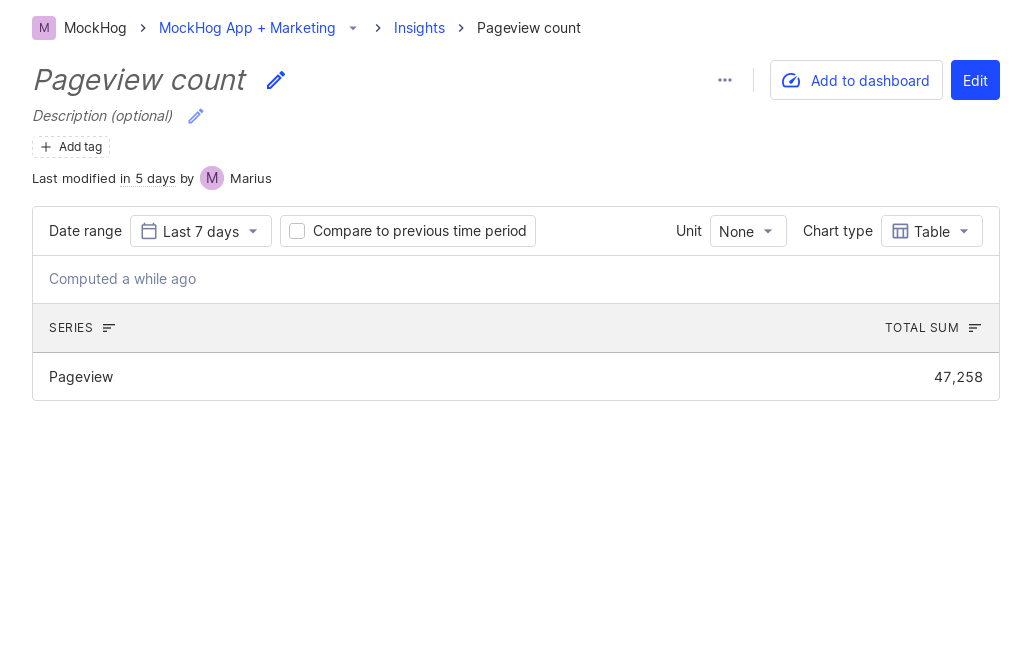 M MockHog MockHog App + Marketing Insights Pageview count
Pageview count
Add to dashboard Edit
Description (optional)
Add tag
Last modified in 5 days by M Marius
Date range Last 7 days Compare to previous time period Unit None Chart type Table
Computed a while ago
SERIES TOTAL SUM
Pageview 47,258